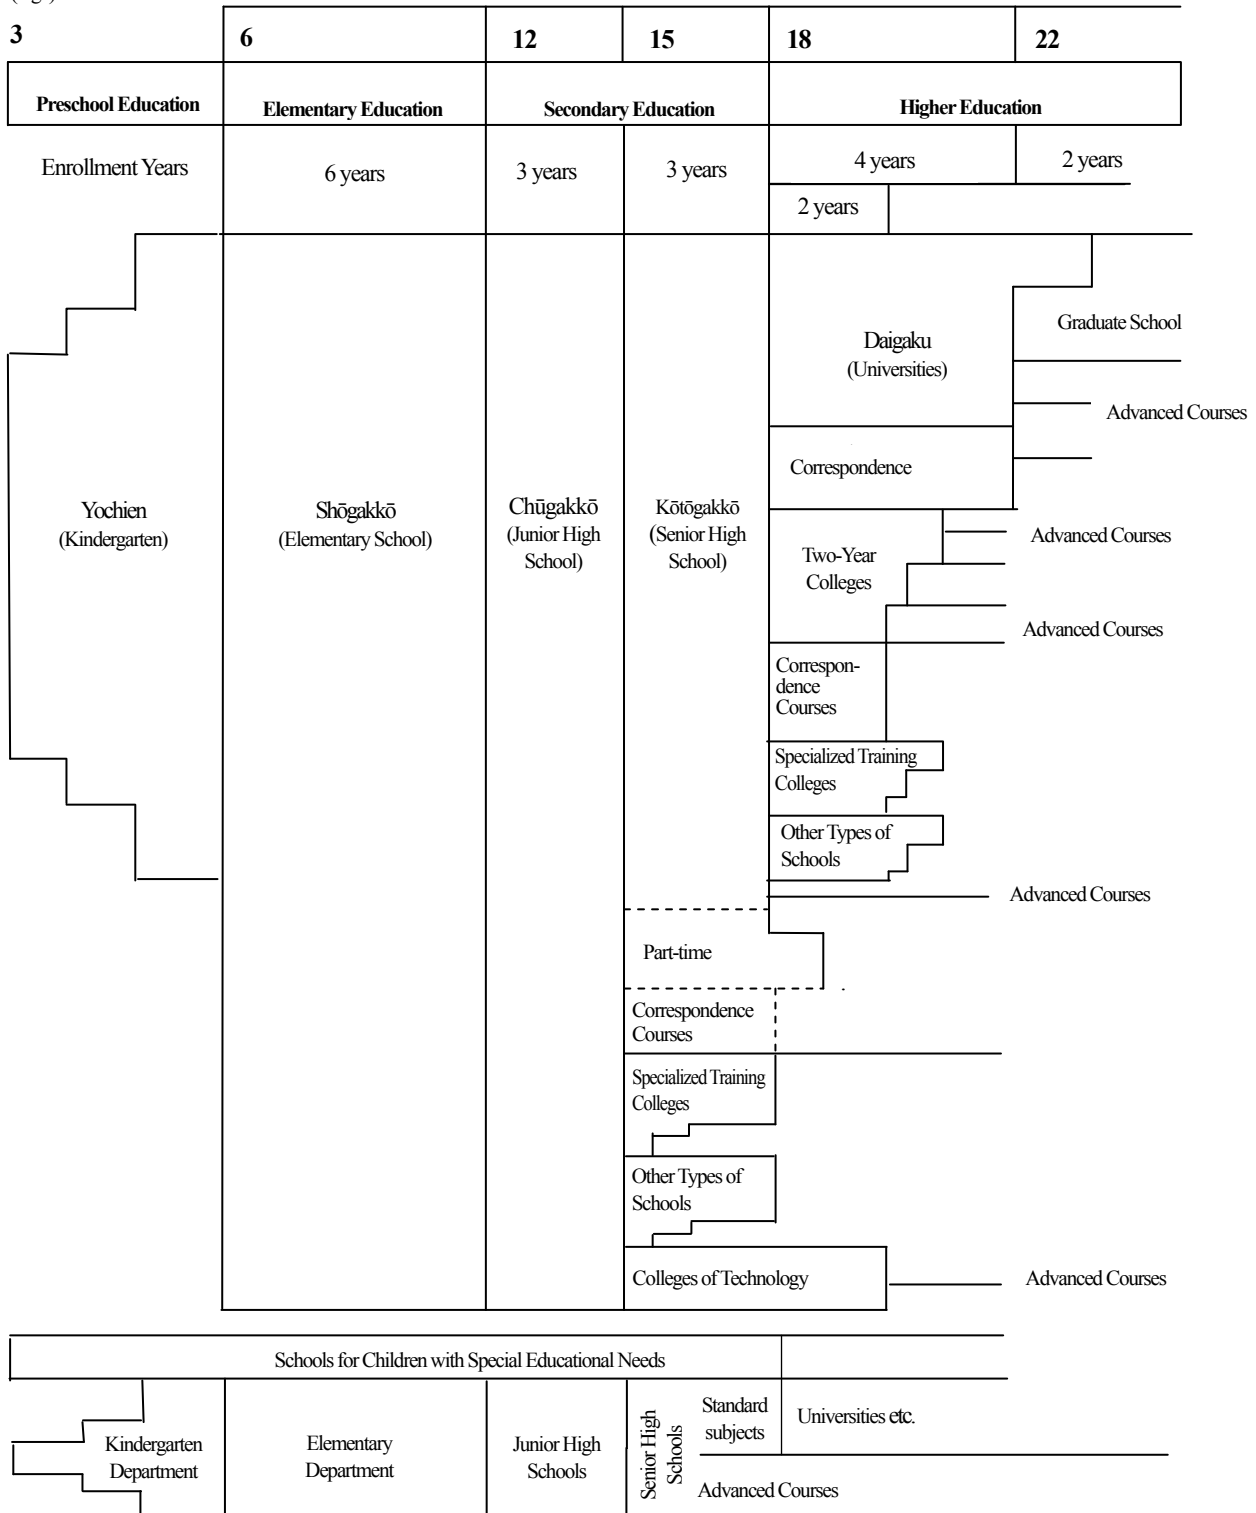 3
6
12
15
18
22
Preschool Education
Elementary Education
Secondary Education
Higher Education
Enrollment Years
6 years
3 years
3 years
4 years
2 years
2 years
Daigaku
(Universities)
Graduate School
Advanced Courses
Correspondence
Yochien
(Kindergarten)
Shōgakkō
(Elementary School)
Chūgakkō
(Junior High
School)
Kōtōgakkō
(Senior High
School)
Two-Year
Colleges
Advanced Courses
Advanced Courses
Correspon-
dence
Courses
Specialized Training
Colleges
Other Types of
Schools
Advanced Courses
Part-time
Correspondence
Courses
Specialized Training
Colleges
Other Types of
Schools
Colleges of Technology
Advanced Courses
Schools for Children with Special Educational Needs
Kindergarten
Department
Elementary
Department
Junior High
Schools
Senior High
Schools
Standard
subjects
Universities etc.
Advanced Courses